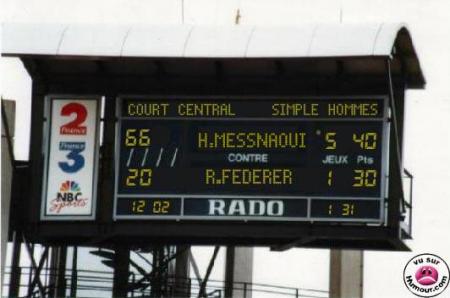 COURT CENTRAL SIMPLE HOMMES
66 H.MESSNAOUI * 5 40
//// CONTRE JEUX Pts
20 R.FEDERER 1 30
12 02 RADO 1 31
2
france
3
france
NBC
Sports
vu sur
Humour.com